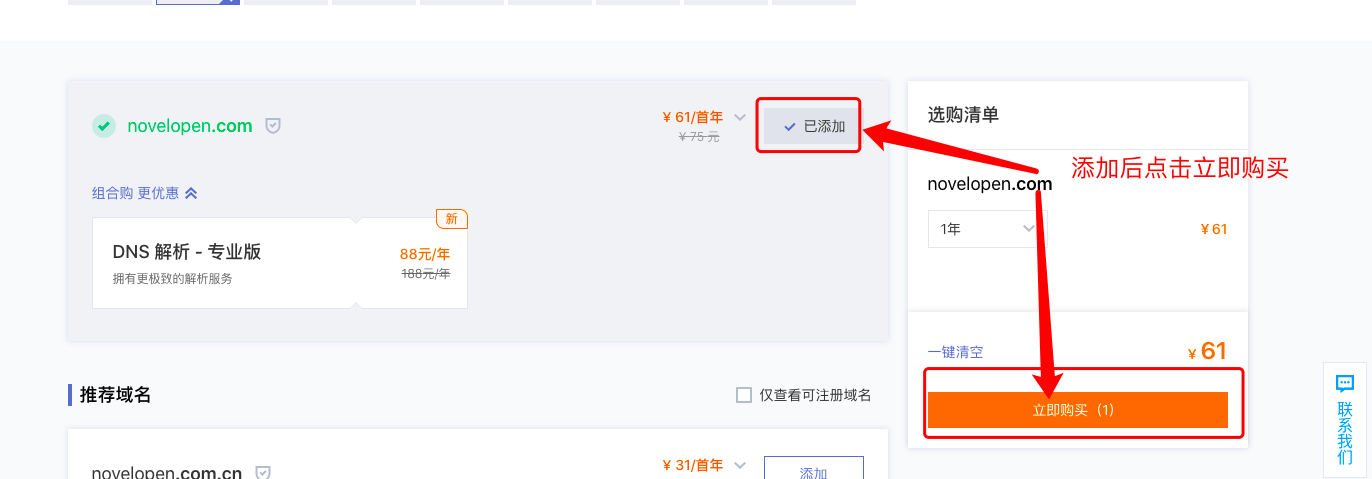 novelopen.com
¥ 61/首年
¥ 75 元
已添加
组合购 更优惠
新
DNS 解析 - 专业版
88元/年
拥有更极致的解析服务
188元/年
选购清单
添加后点击立即购买
novelopen.com
1年
¥ 61
一键清空
¥ 61
立即购买（1）
推荐域名
仅查看可注册域名
novelopen.com.cn
¥ 31/首年
添加
联系我们